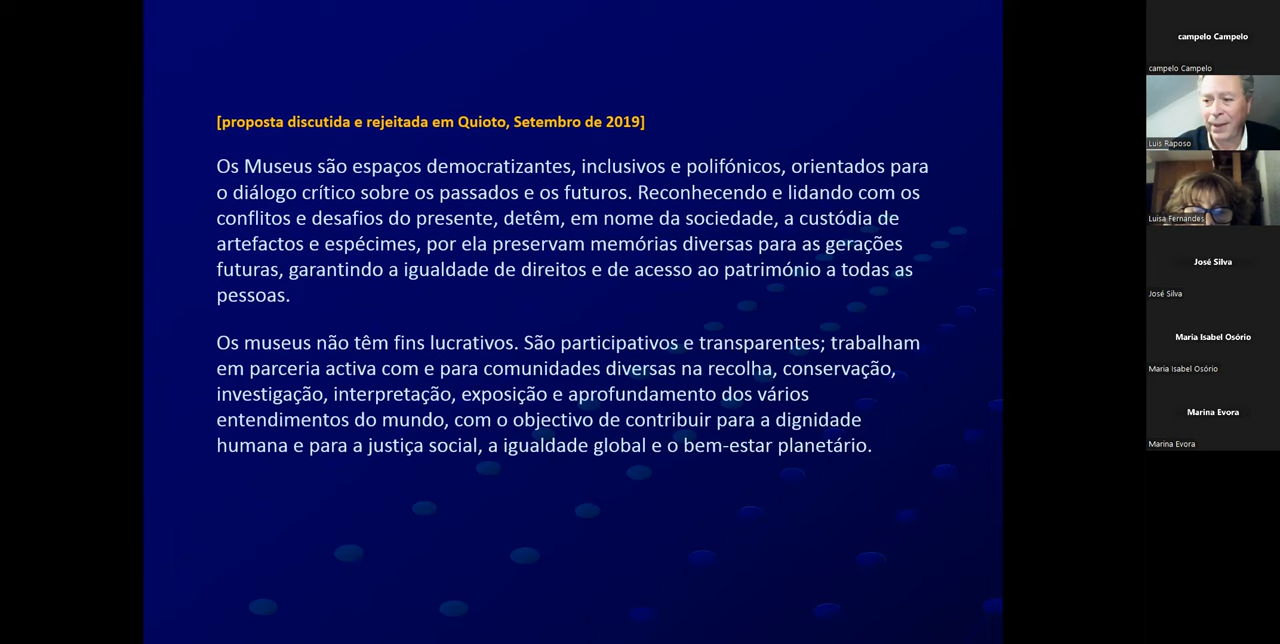 [proposta discutida e rejeitada em Quioto, Setembro de 2019]
Os Museus são espaços democratizantes, inclusivos e polifónicos, orientados para
o diálogo crítico sobre os passados e os futuros. Reconhecendo e lidando com os
conflitos e desafios do presente, detêm, em nome da sociedade, a custódia de
artefactos e espécimes, por ela preservam memórias diversas para as gerações
futuras, garantindo a igualdade de direitos e de acesso ao património a todas as
pessoas.
Os museus não têm fins lucrativos. São participativos e transparentes; trabalham
em parceria activa com e para comunidades diversas na recolha, conservação,
investigação, interpretação, exposição e aprofundamento dos vários
entendimentos do mundo, com o objectivo de contribuir para a dignidade
humana e para a justiça social, a igualdade global e o bem-estar planetário.
campelo Campelo
campelo Campelo
Luis Raposo
Luisa Fernandes
José Silva
José Silva
Maria Isabel Osório
Maria Isabel Osório
Marina Evora
Marina Evora